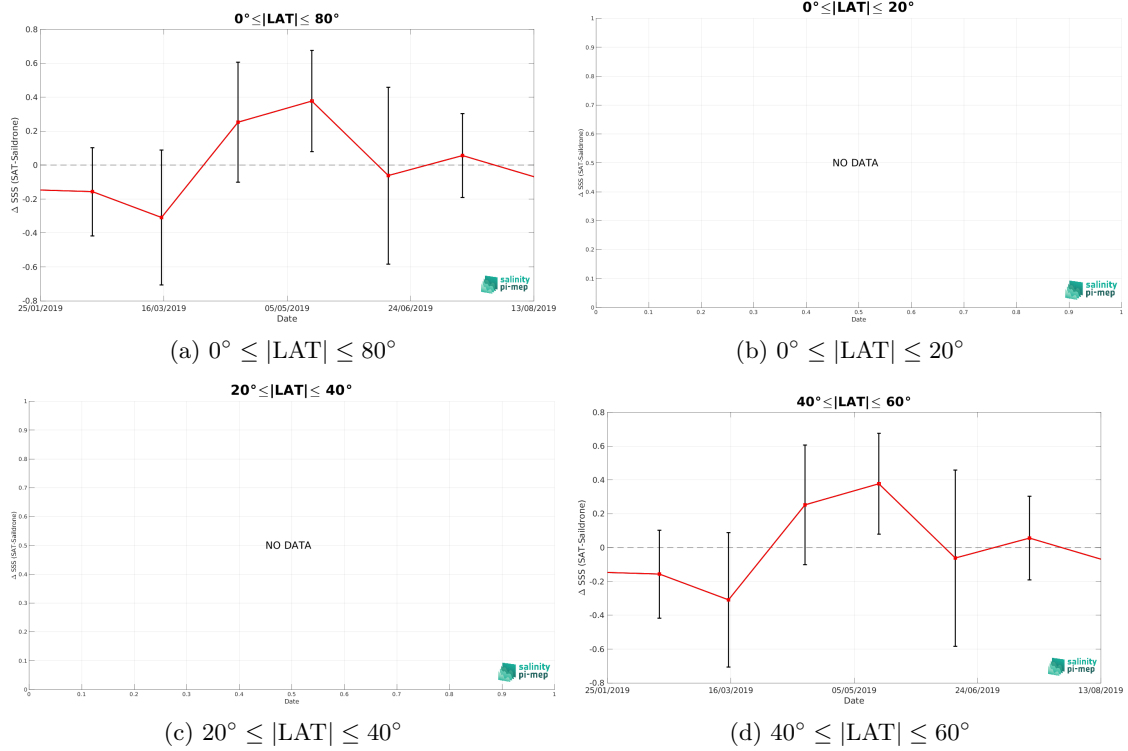 0°≤|LAT|≤ 80°
0.8
0.6
0.4
0.2
0
-0.2
-0.4
-0.6
-0.8
Δ SSS (SAT-Saildrone)
25/01/2019 16/03/2019 05/05/2019 24/06/2019 13/08/2019
Date
salinity
pi-mep
(a) 0° ≤ |LAT| ≤ 80°
0°≤|LAT|≤ 20°
1
0.9
0.8
0.7
0.6
0.5
0.4
0.3
0.2
0.1
0
Δ SSS (SAT-Saildrone)
NO DATA
0 0.1 0.2 0.3 0.4 0.5 0.6 0.7 0.8 0.9 1
Date
salinity
pi-mep
(b) 0° ≤ |LAT| ≤ 20°
20°≤|LAT|≤ 40°
1
0.9
0.8
0.7
0.6
0.5
0.4
0.3
0.2
0.1
0
Δ SSS (SAT-Saildrone)
NO DATA
0 0.1 0.2 0.3 0.4 0.5 0.6 0.7 0.8 0.9 1
Date
salinity
pi-mep
(c) 20° ≤ |LAT| ≤ 40°
40°≤|LAT|≤ 60°
0.8
0.6
0.4
0.2
0
-0.2
-0.4
-0.6
-0.8
Δ SSS (SAT-Saildrone)
25/01/2019 16/03/2019 05/05/2019 24/06/2019 13/08/2019
Date
salinity
pi-mep
(d) 40° ≤ |LAT| ≤ 60°